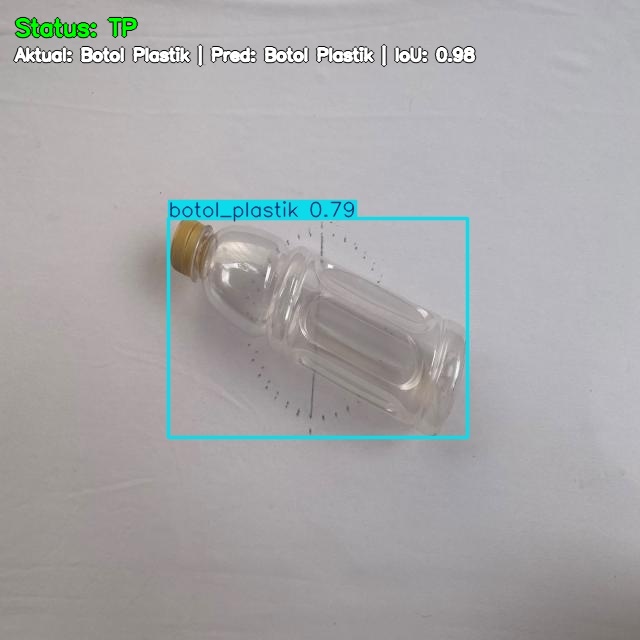 Status: TP
Aktual: Botol Plastik | Pred: Botol Plastik | IoU: 0.98
botol_plastik 0.79